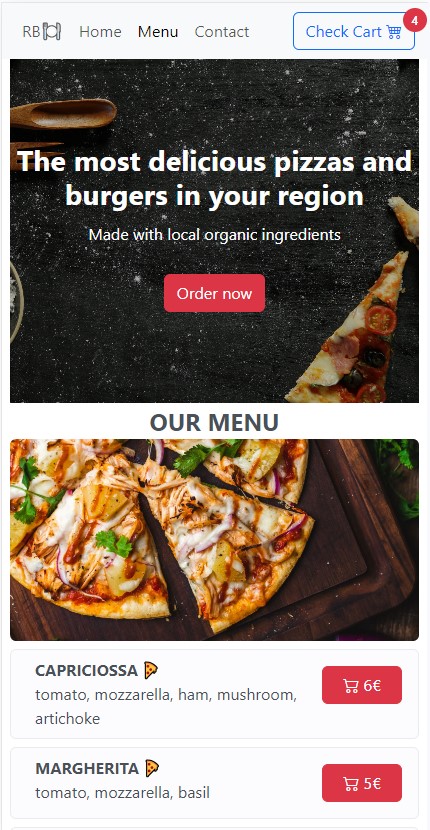 RB Home Menu Contact Check Cart 4
The most delicious pizzas and
burgers in your region
Made with local organic ingredients
Order now
OUR MENU
CAPRICIOSSA
tomato, mozzarella, ham, mushroom,
artichoke
6€
MARGHERITA
tomato, mozzarella, basil
5€